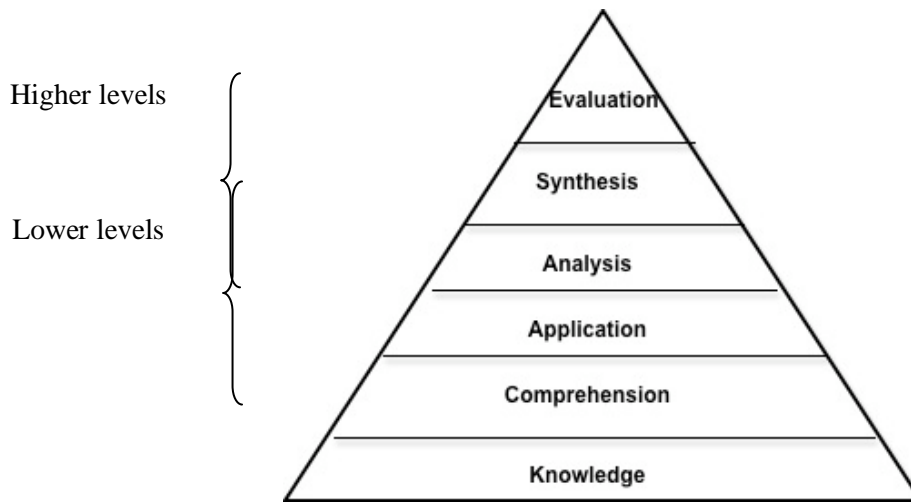 Higher levels
Evaluation
Synthesis
Lower levels
Analysis
Application
Comprehension
Knowledge